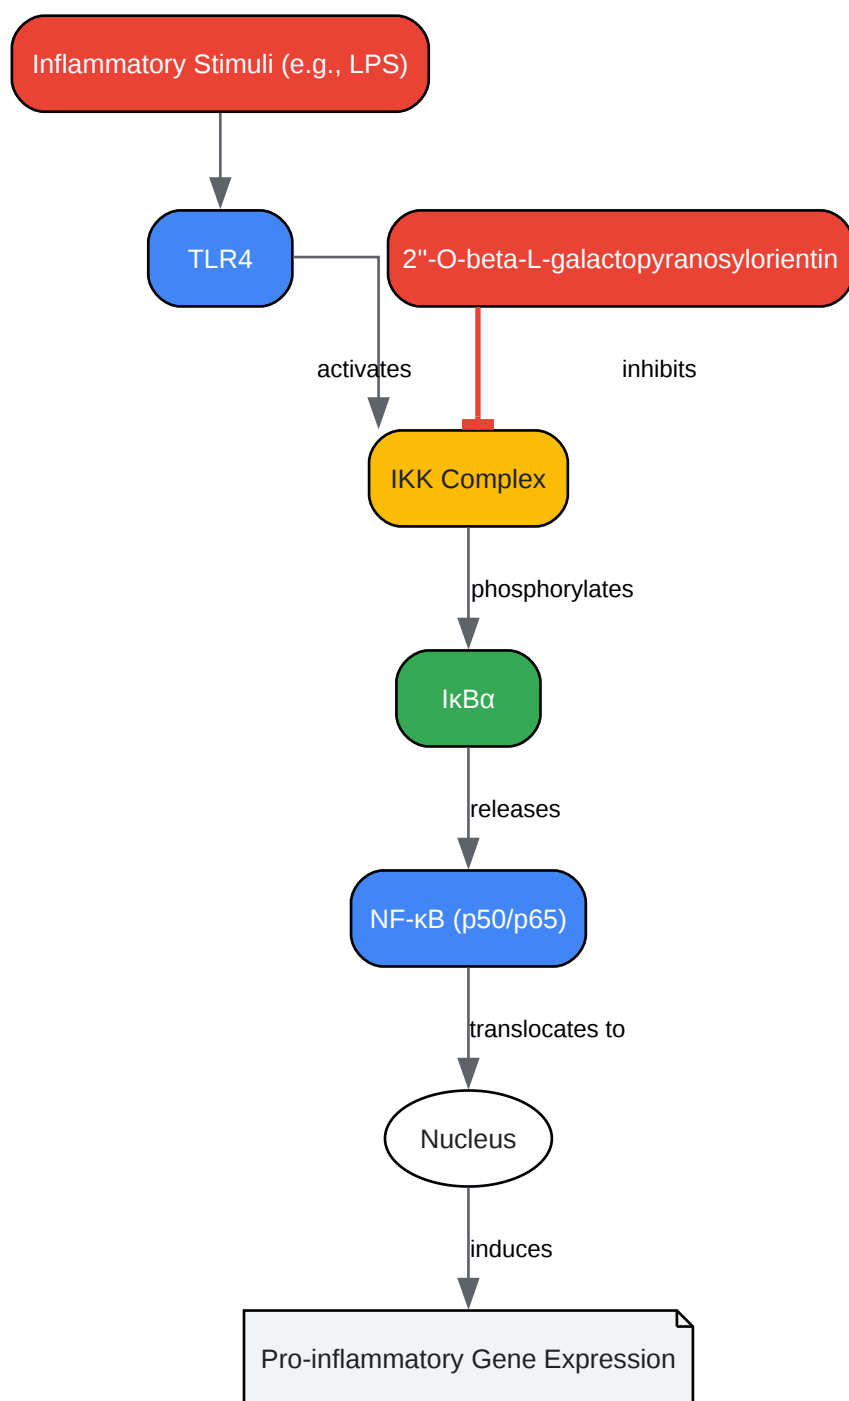 Inflammatory Stimuli (e.g., LPS)
TLR4
2"-O-beta-L-galactopyranosylorientin
activates
inhibits
IKK Complex
phosphorylates
IκBα
releases
NF-κB (p50/p65)
translocates to
Nucleus
induces
Pro-inflammatory Gene Expression